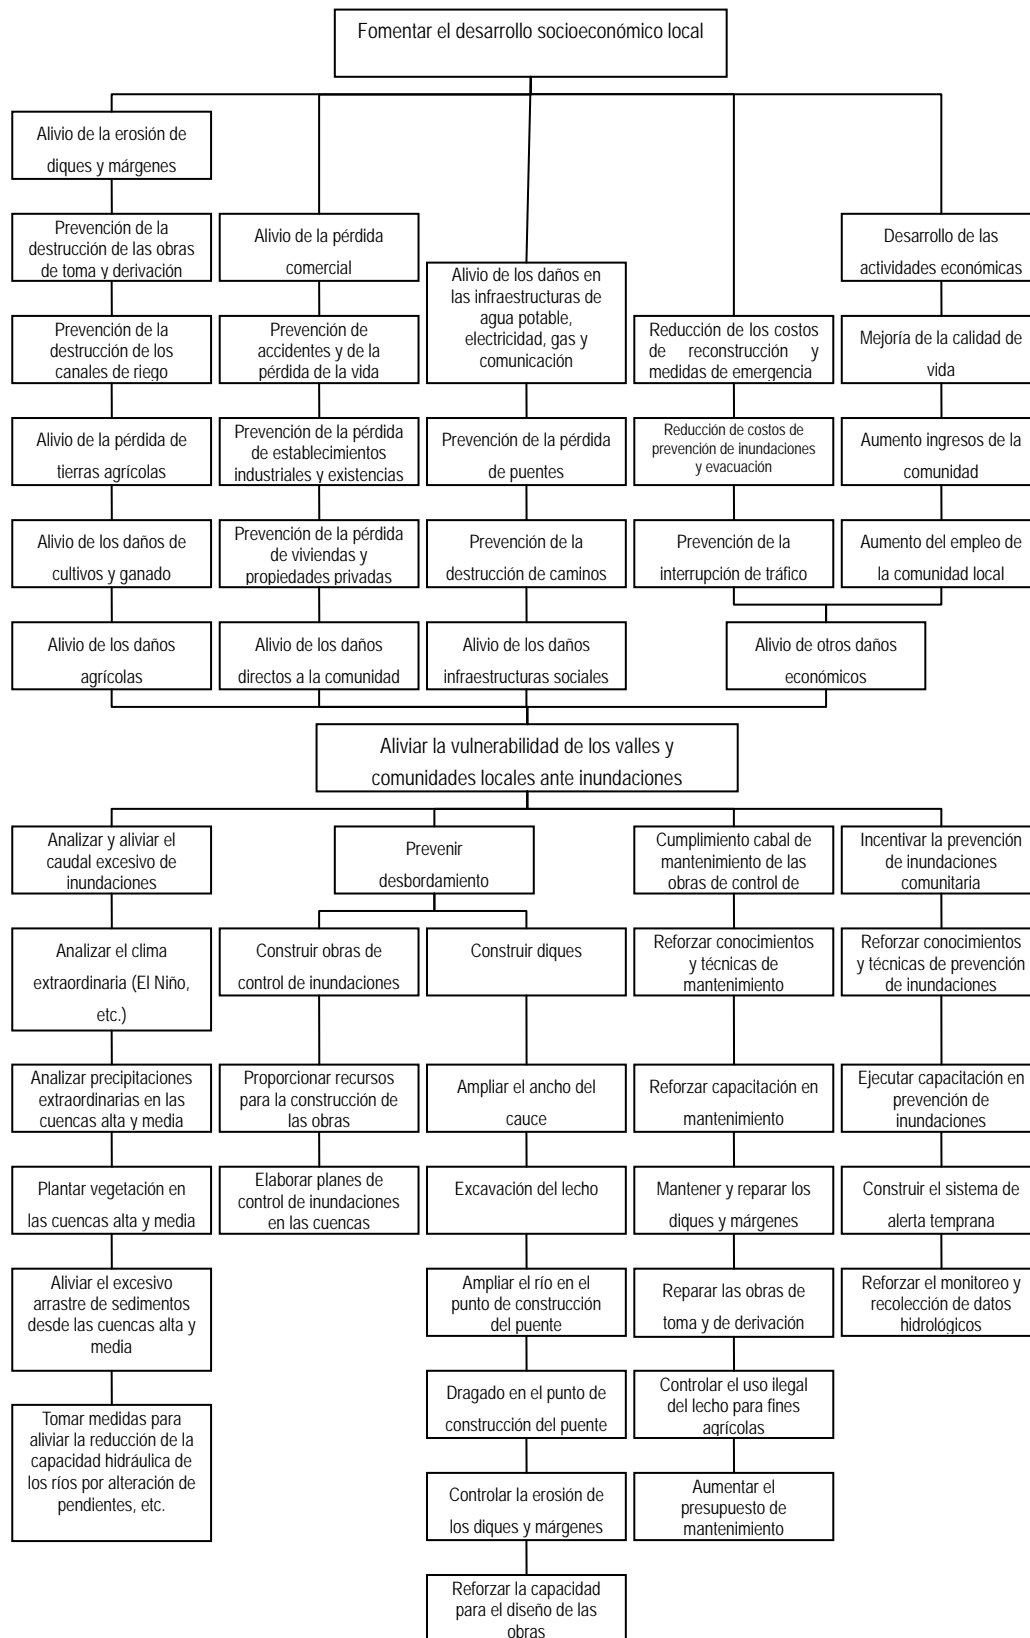 Fomentar el desarrollo socioeconómico local
Alivio de la erosión de
diques y márgenes
Prevención de la
destrucción de las obras
de toma y derivación
Alivio de la pérdida
comercial
Alivio de los daños en
las infraestructuras de
agua potable,
electricidad, gas y
comunicación
Desarrollo de las
actividades económicas
Prevención de la
destrucción de los
canales de riego
Prevención de
accidentes y de la
pérdida de la vida
Reducción de los costos
de reconstrucción y
medidas de emergencia
Mejoría de la calidad de
vida
Alivio de la pérdida de
tierras agrícolas
Prevención de la pérdida
de establecimientos
industriales y existencias
Prevención de la pérdida
de puentes
Reducción de costos de
prevención de inundaciones
y evacuación
Aumento ingresos de la
comunidad
Alivio de los daños de
cultivos y ganado
Prevención de la pérdida
de viviendas y
propiedades privadas
Prevención de la
destrucción de caminos
Prevención de la
interrupción de tráfico
Aumento del empleo de
la comunidad local
Alivio de los daños
agrícolas
Alivio de los daños
directos a la comunidad
Alivio de los daños
infraestructuras sociales
Alivio de otros daños
económicos
Aliviar la vulnerabilidad de los valles y
comunidades locales ante inundaciones
Analizar y aliviar el
caudal excesivo de
inundaciones
Prevenir
desbordamiento
Cumplimiento cabal de
mantenimiento de las
obras de control de
Incentivar la prevención
de inundaciones
comunitaria
Analizar el clima
extraordinaria (El Niño,
etc.)
Construir obras de
control de inundaciones
Construir diques
Reforzar conocimientos
y técnicas de
mantenimiento
Reforzar conocimientos
y técnicas de prevención
de inundaciones
Analizar precipitaciones
extraordinarias en las
cuencas alta y media
Proporcionar recursos
para la construcción de
las obras
Ampliar el ancho del
cauce
Reforzar capacitación en
mantenimiento
Ejecutar capacitación en
prevención de
inundaciones
Plantar vegetación en
las cuencas alta y media
Elaborar planes de
control de inundaciones
en las cuencas
Excavación del lecho
Mantener y reparar los
diques y márgenes
Construir el sistema de
alerta temprana
Aliviar el excesivo
arrastre de sedimentos
desde las cuencas alta y
media
Ampliar el río en el
punto de construcción
del puente
Reparar las obras de
toma y de derivación
Reforzar el monitoreo y
recolección de datos
hidrológicos
Tomar medidas para
aliviar la reducción de la
capacidad hidráulica de
los ríos por alteración de
pendientes, etc.
Dragado en el punto de
construcción del puente
Controlar el uso ilegal
del lecho para fines
agrícolas
Controlar la erosión de
los diques y márgenes
Aumentar el
presupuesto de
mantenimiento
Reforzar la capacidad
para el diseño de las
obras